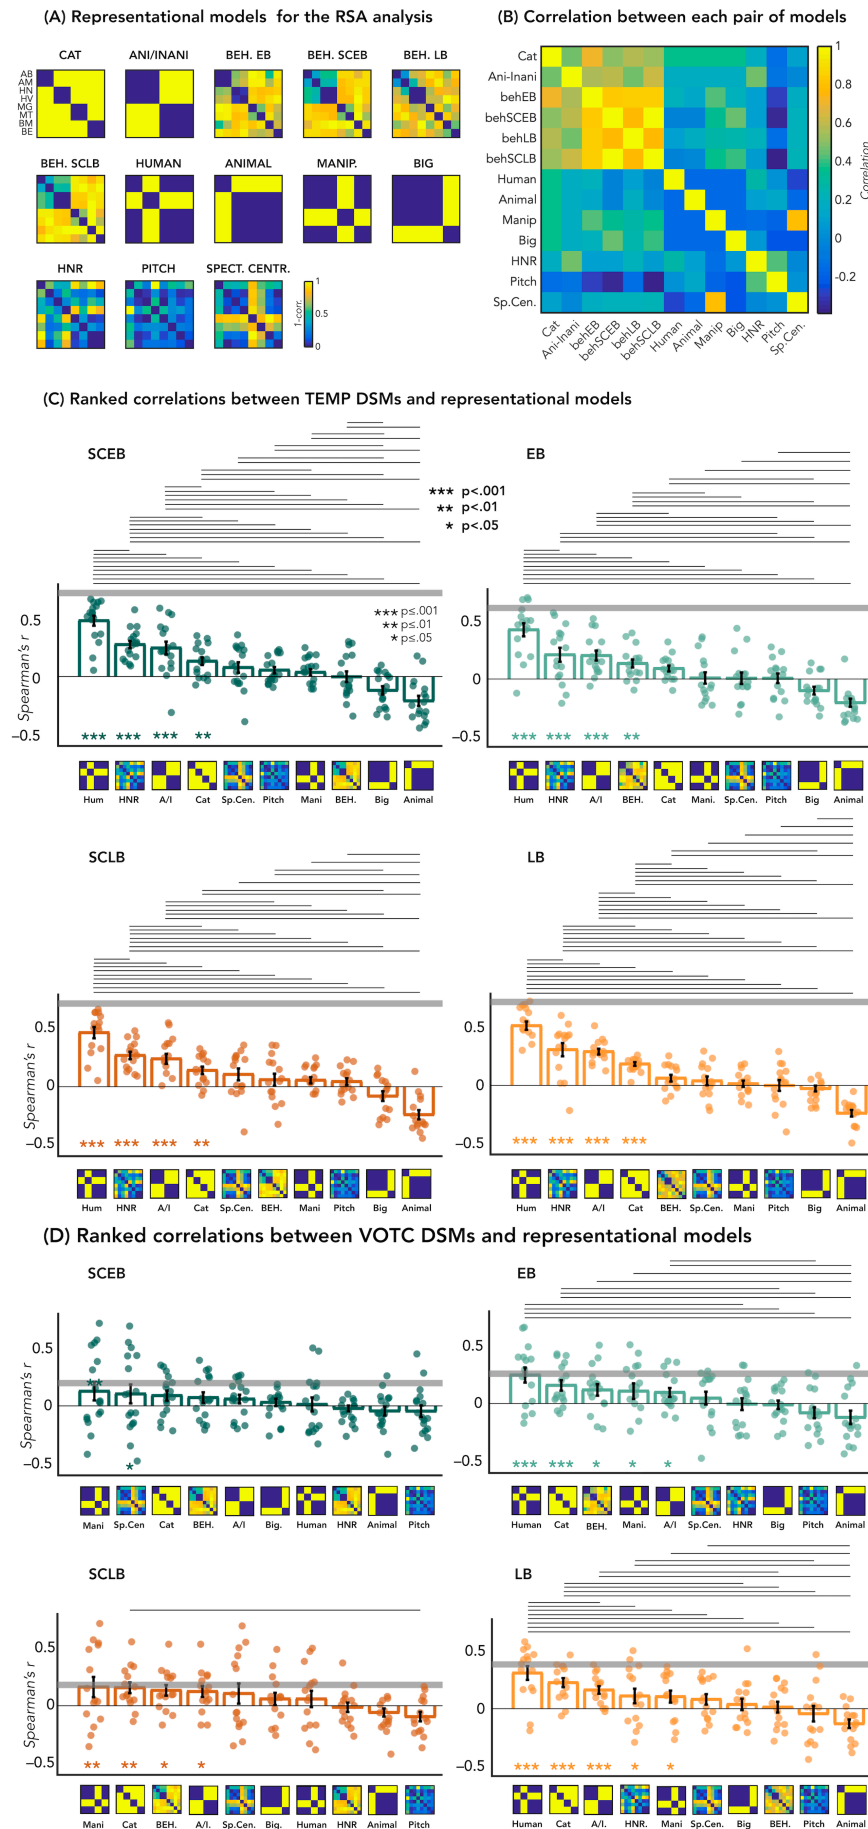 (A) Representational models for the RSA analysis
CAT
ANI/INANI
BEH. EB
BEH. SCEB
BEH. LB
AB
AM
HN
HV
MG
MT
BM
BE
BEH. SCLB
HUMAN
ANIMAL
MANIP.
BIG
HNR
PITCH
SPECT. CENTR.
1
0
1-corr.
(B) Correlation between each pair of models
Cat
Ani-Inani
behEB
behSCEB
behLB
behSCLB
Human
Animal
Manip
Big
HNR
Pitch
Sp.Cen.
Cat
Ani-Inani
behEB
behSCEB
behLB
behSCLB
Human
Animal
Manip
Big
HNR
Pitch
Sp.Cen.
1
0.8
0.6
0.4
0.2
0
-0.2
Correlation
(C) Ranked correlations between TEMP DSMs and representational models
SCEB
*** p<.001
** p<.01
* p<.05
*** p≤.001
** p≤.01
* p≤.05
0.5
0
–0.5
Spearman's r
*** *** *** **
Hum HNR A/I Cat Sp.Cen. Pitch Mani BEH. Big Animal
EB
0.5
0
–0.5
*** *** *** **
Hum HNR A/I BEH. Cat Mani. Sp.Cen. Pitch Big Animal
SCLB
0.5
0
–0.5
Spearman's r
*** *** *** **
Hum HNR A/I Cat Sp.Cen. BEH. Mani Pitch Big Animal
LB
0.5
0
–0.5
*** *** *** ***
Hum HNR A/I Cat BEH. Sp.Cen. Mani Pitch Big Animal
(D) Ranked correlations between VOTC DSMs and representational models
SCEB
0.5
0
–0.5
Spearman's r
**
*
Mani Sp.Cen Cat BEH. A/I Big. Human HNR Animal Pitch
EB
0.5
0
–0.5
*** *** * * *
Human Cat BEH. Mani. A/I Sp.Cen. HNR Big Pitch Animal
SCLB
0.5
0
–0.5
Spearman's r
** ** * *
Mani Cat BEH. A/I. Sp.Cen. Big. Human HNR Animal Pitch
LB
0.5
0
–0.5
*** *** *** * *
Human Cat A/I. HNR. Mani Sp.Cen. Big BEH. Pitch Animal